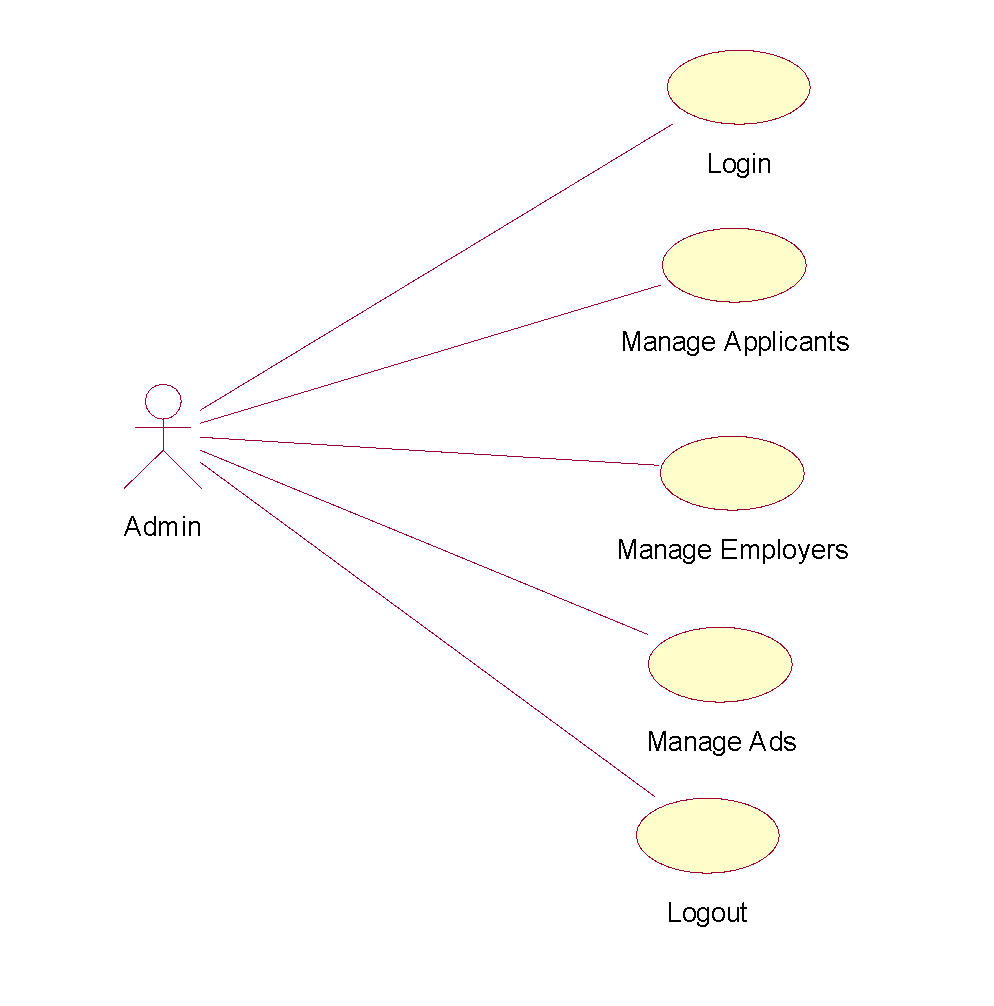 Login
Manage Applicants
Admin
Manage Employers
Manage Ads
Logout